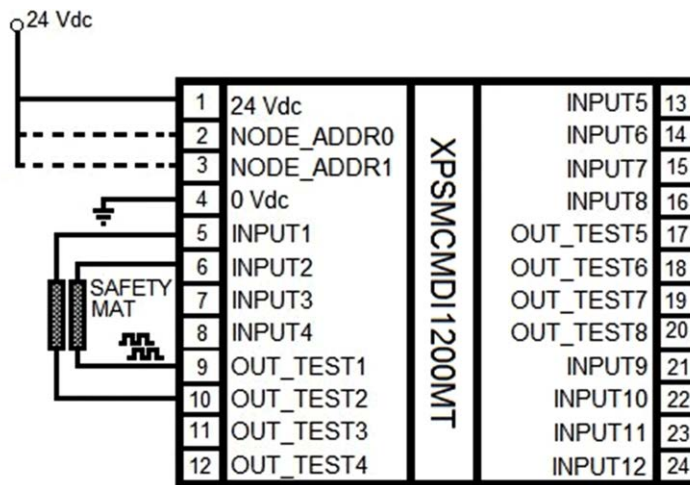 24 Vdc
1 24 Vdc
2 NODE_ADDR0
3 NODE_ADDR1
4 0 Vdc
5 INPUT1
6 INPUT2
7 INPUT3
8 INPUT4
9 OUT_TEST1
10 OUT_TEST2
11 OUT_TEST3
12 OUT_TEST4
SAFETY
MAT
XPSMCMDI1200MT
INPUT5 13
INPUT6 14
INPUT7 15
INPUT8 16
OUT_TEST5 17
OUT_TEST6 18
OUT_TEST7 19
OUT_TEST8 20
INPUT9 21
INPUT10 22
INPUT11 23
INPUT12 24